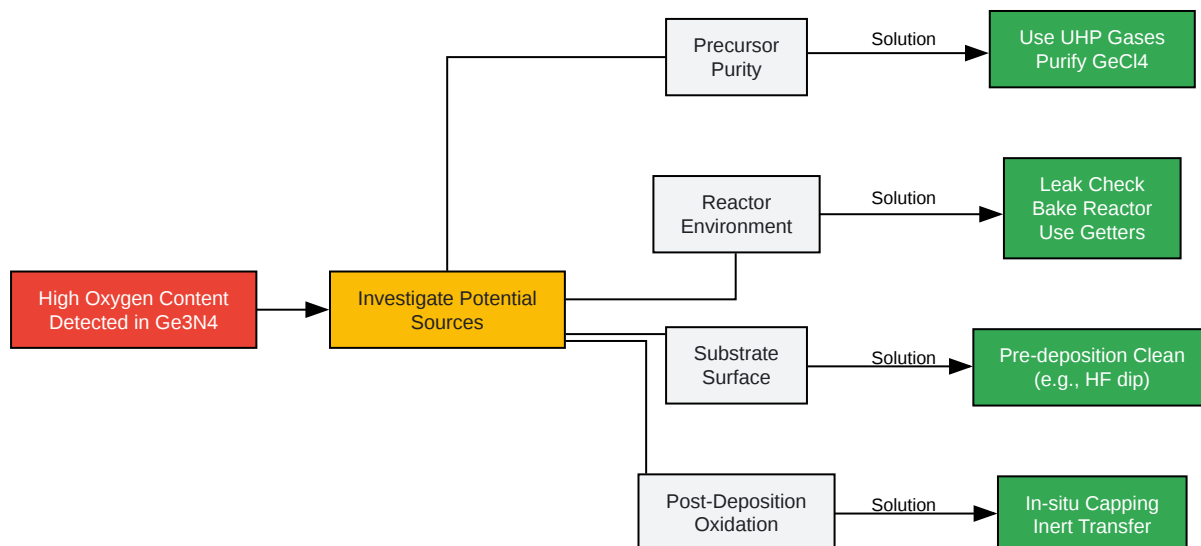 High Oxygen Content
Detected in Ge3N4
Investigate Potential
Sources
Precursor
Purity
Solution
Use UHP Gases
Purify GeCl4
Reactor
Environment
Solution
Leak Check
Bake Reactor
Use Getters
Substrate
Surface
Solution
Pre-deposition Clean
(e.g., HF dip)
Post-Deposition
Oxidation
Solution
In-situ Capping
Inert Transfer